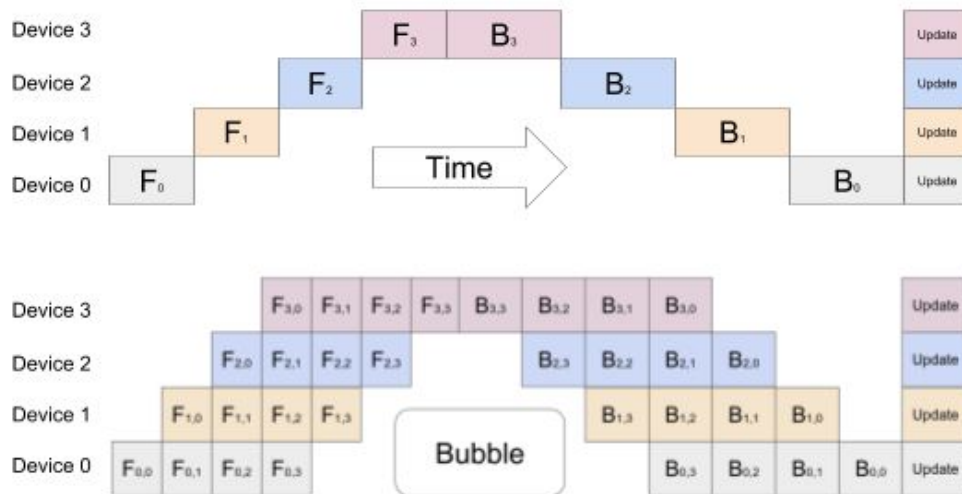 Device 3 F3 B3 Update
Device 2 F2 B2 Update
Device 1 F1 B1 Update
Time
Device 0 F0 B0 Update
Device 3 F3,0 F3,1 F3,2 F3,3 B3,3 B3,2 B3,1 B3,0 Update
Device 2 F2,0 F2,1 F2,2 F2,3 B2,3 B2,2 B2,1 B2,0 Update
Device 1 F1,0 F1,1 F1,2 F1,3 B1,3 B1,2 B1,1 B1,0 Update
Bubble
Device 0 F0,0 F0,1 F0,2 F0,3 B0,3 B0,2 B0,1 B0,0 Update